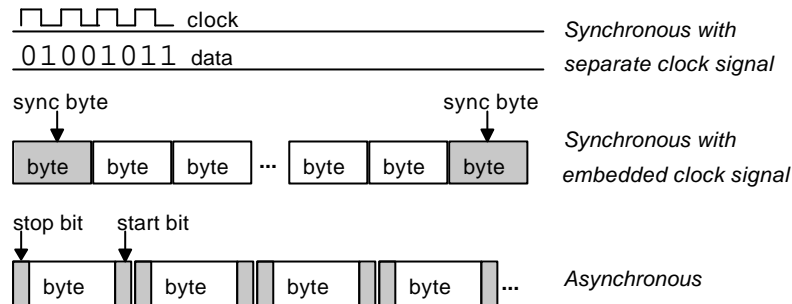 clock
01001011 data
Synchronous with
separate clock signal
sync byte sync byte
byte byte byte ... byte byte byte
Synchronous with
embedded clock signal
stop bit start bit
byte byte byte byte ...
Asynchronous